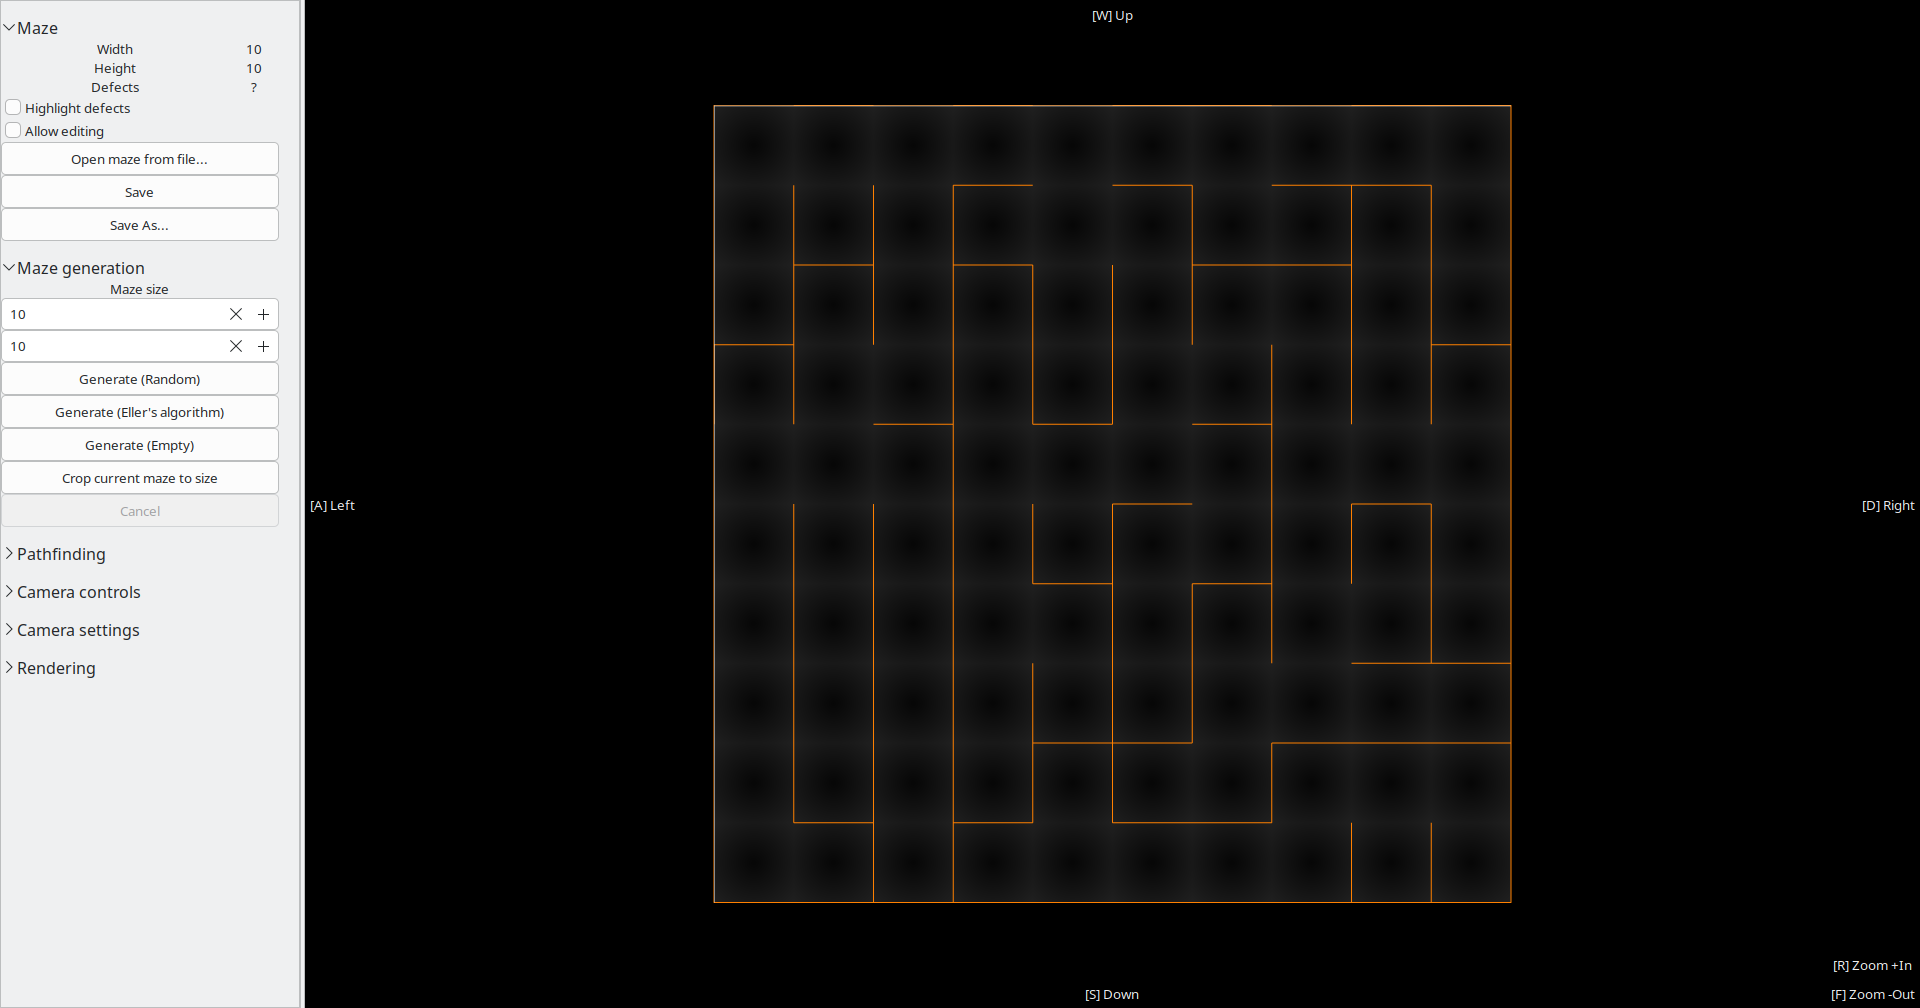 Maze
Width 10
Height 10
Defects ?
Highlight defects
Allow editing
Open maze from file...
Save
Save As...
Maze generation
Maze size
10
10
Generate (Random)
Generate (Eller's algorithm)
Generate (Empty)
Crop current maze to size
Cancel
Pathfinding
Camera controls
Camera settings
Rendering
[W] Up
[A] Left
[D] Right
[R] Zoom +In
[S] Down
[F] Zoom -Out